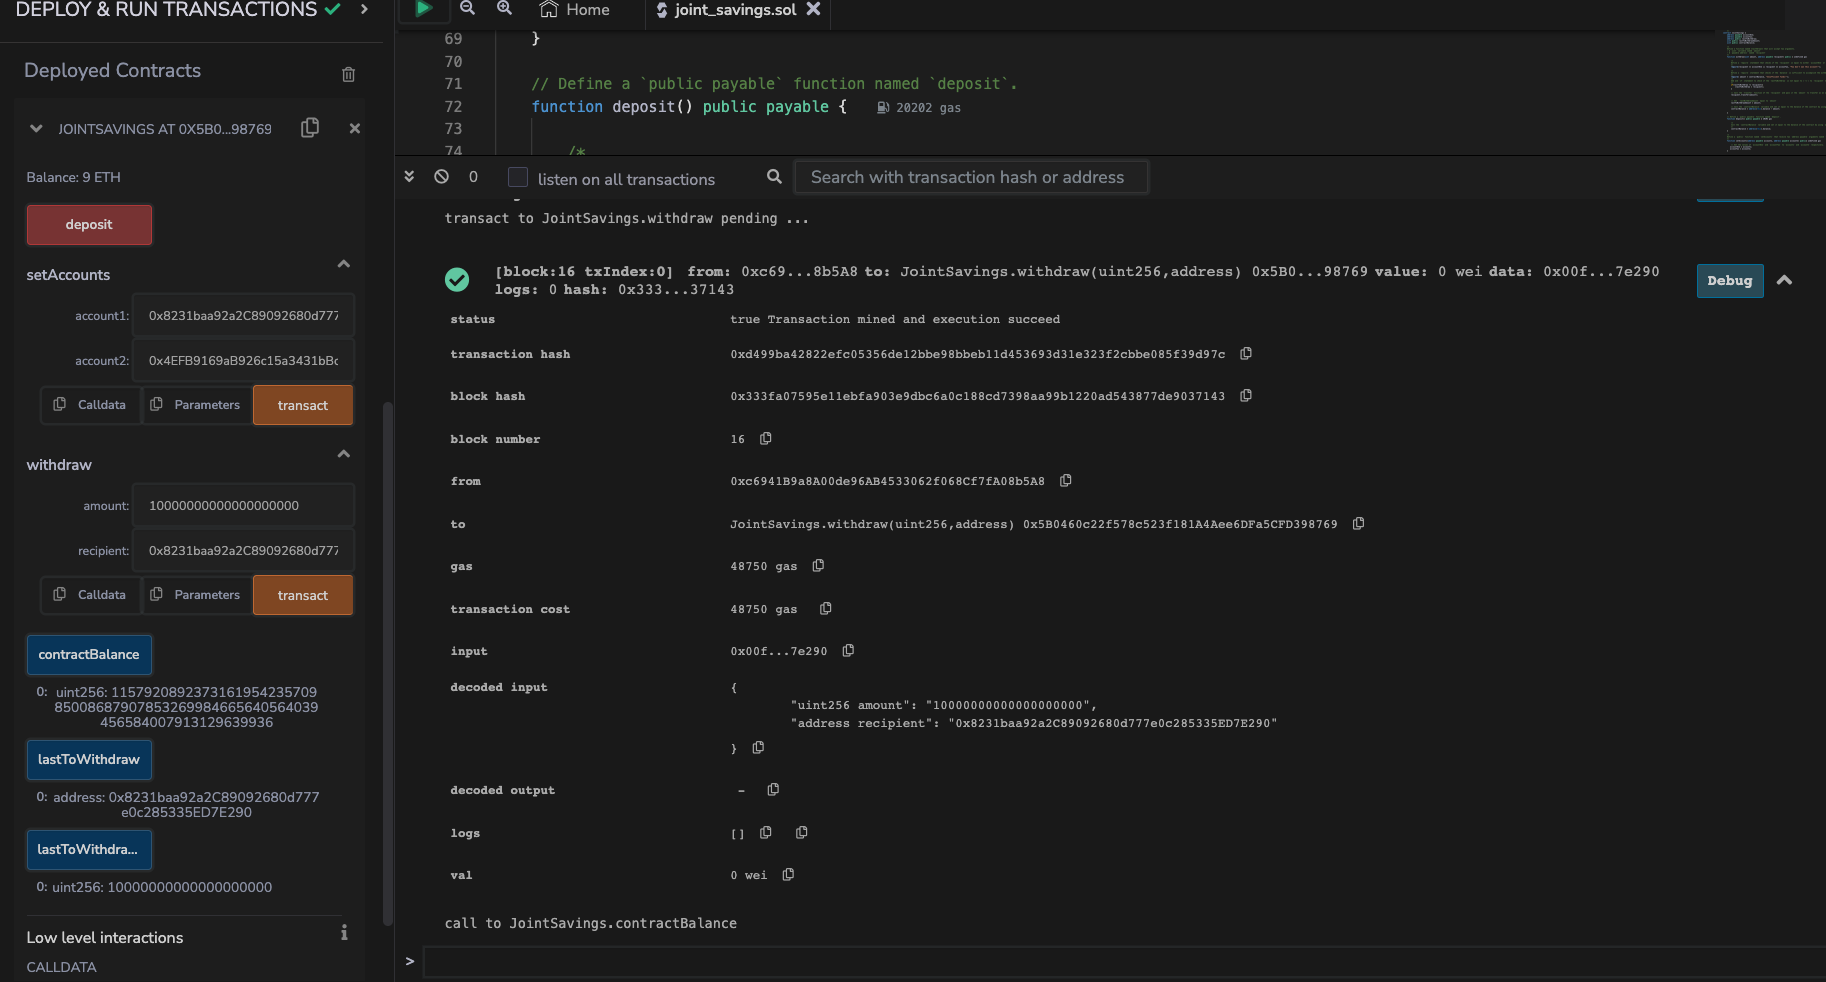 DEPLOY & RUN TRANSACTIONS
Deployed Contracts
JOINTSAVINGS AT 0X5B0...98769
Balance: 9 ETH
deposit
setAccounts
account1: 0x8231baa92a2C89092680d777
account2: 0x4EFB9169aB926c15a3431bBc
Calldata Parameters transact
withdraw
amount: 10000000000000000000
recipient: 0x8231baa92a2C89092680d777
Calldata Parameters transact
contractBalance
0: uint256: 1157920892373161954235709
85008687907853269984665640564039
456584007913129639936
lastToWithdraw
0: address: 0x8231baa92a2C89092680d777
e0c285335ED7E290
lastToWithdra...
0: uint256: 10000000000000000000
Low level interactions
CALLDATA
Home joint_savings.sol
69 }
70
71 // Define a `public payable` function named `deposit`.
72 function deposit() public payable { 20202 gas
73
74 /*
0 listen on all transactions Search with transaction hash or address
transact to JointSavings.withdraw pending ...
[block:16 txIndex:0] from: 0xc69...8b5A8 to: JointSavings.withdraw(uint256,address) 0x5B0...98769 value: 0 wei data: 0x00f...7e290
logs: 0 hash: 0x333...37143
Debug
status true Transaction mined and execution succeed
transaction hash 0xd499ba42822efc05356de12bbe98bbeb11d453693d31e323f2cbbe085f39d97c
block hash 0x333fa07595e11ebfa903e9dbc6a0c188cd7398aa99b1220ad543877de9037143
block number 16
from 0xc6941B9a8A00de96AB4533062f068Cf7fA08b5A8
to JointSavings.withdraw(uint256,address) 0x5B0460c22f578c523f181A4Aee6DFa5CFD398769
gas 48750 gas
transaction cost 48750 gas
input 0x00f...7e290
decoded input {
"uint256 amount": "10000000000000000000",
"address recipient": "0x8231baa92a2C89092680d777e0c285335ED7E290"
}
decoded output -
logs []
val 0 wei
call to JointSavings.contractBalance
>